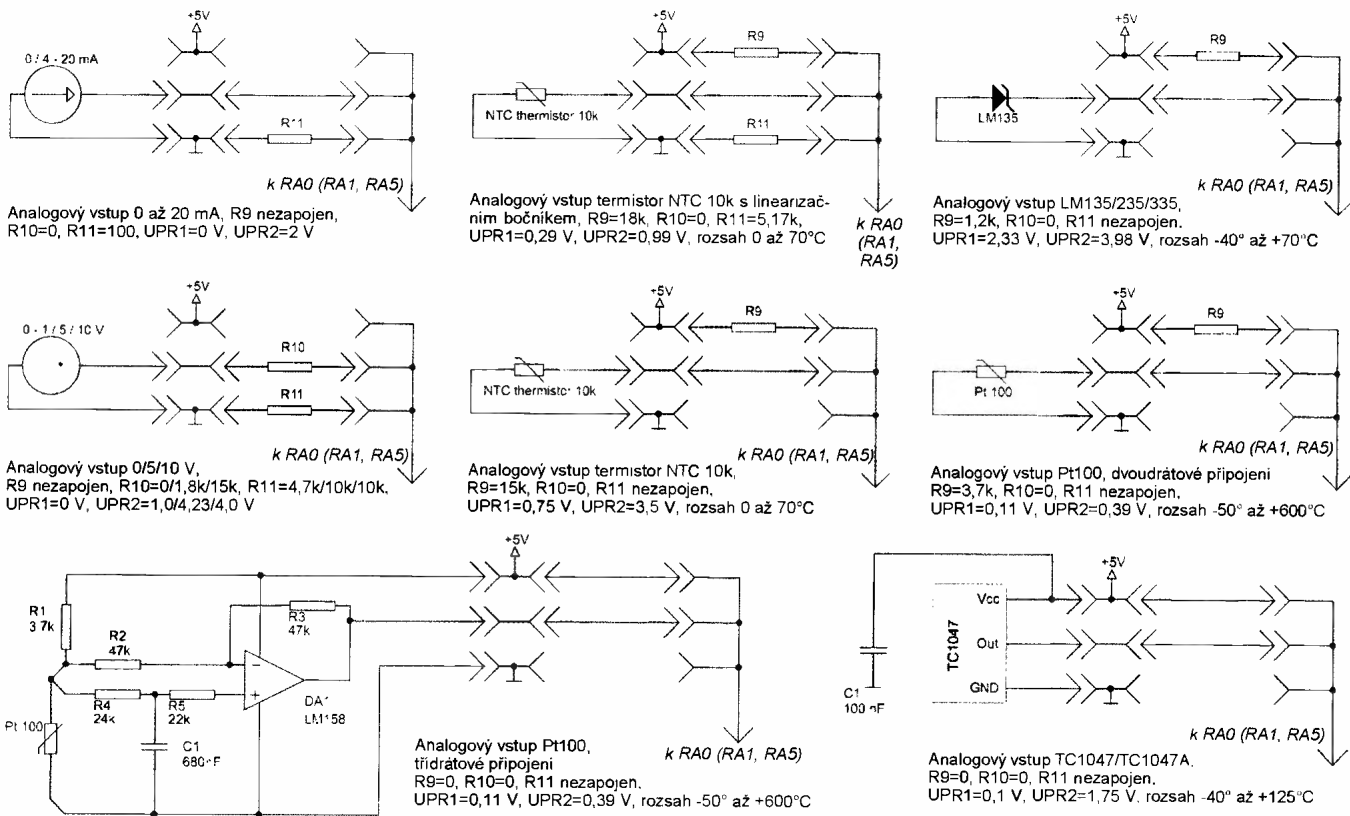 +5V
0 / 4 - 20 mA
R11
k RA0 (RA1, RA5)
Analogový vstup 0 až 20 mA, R9 nezapojen,
R10=0, R11=100, UPR1=0 V, UPR2=2 V
+5V
R9
NTC thermistor 10k
R11
Analogový vstup termistor NTC 10k s linearizač-
ním bočníkem, R9=18k, R10=0, R11=5,17k,
UPR1=0,29 V, UPR2=0,99 V, rozsah 0 až 70°C
k RA0
(RA1,
RA5)
+5V
R9
LM135
k RA0 (RA1, RA5)
Analogový vstup LM135/235/335,
R9=1,2k, R10=0, R11 nezapojen.
UPR1=2,33 V, UPR2=3,98 V, rozsah -40° až +70°C
+5V
0 - 1 / 5 / 10 V
R10
R11
k RA0 (RA1, RA5)
Analogový vstup 0/5/10 V,
R9 nezapojen, R10=0/1,8k/15k, R11=4,7k/10k/10k,
UPR1=0 V, UPR2=1,0/4,23/4,0 V
+5V
R9
NTC thermistor 10k
k RA0 (RA1, RA5)
Analogový vstup termistor NTC 10k,
R9=15k, R10=0, R11 nezapojen,
UPR1=0,75 V, UPR2=3,5 V, rozsah 0 až 70°C
+5V
R9
Pt 100
k RA0 (RA1, RA5)
Analogový vstup Pt100, dvoudrátové připojení
R9=3,7k, R10=0, R11 nezapojen,
UPR1=0,11 V, UPR2=0,39 V, rozsah -50° až +600°C
+5V
R1
3 7k
R2
47k
R3
47k
R4
24k
R5
22k
Pt 100
C1
DA1
LM158
k RA0 (RA1, RA5)
Analogový vstup Pt100,
třídrátové připojení
R9=0, R10=0, R11 nezapojen,
UPR1=0,11 V, UPR2=0,39 V, rozsah -50° až +600°C
+5V
Vcc
Out
GND
TC1047
C1
k RA0 (RA1, RA5)
Analogový vstup TC1047/TC1047A.
R9=0, R10=0, R11 nezapojen.
UPR1=0,1 V, UPR2=1,75 V, rozsah -40° až +125°C